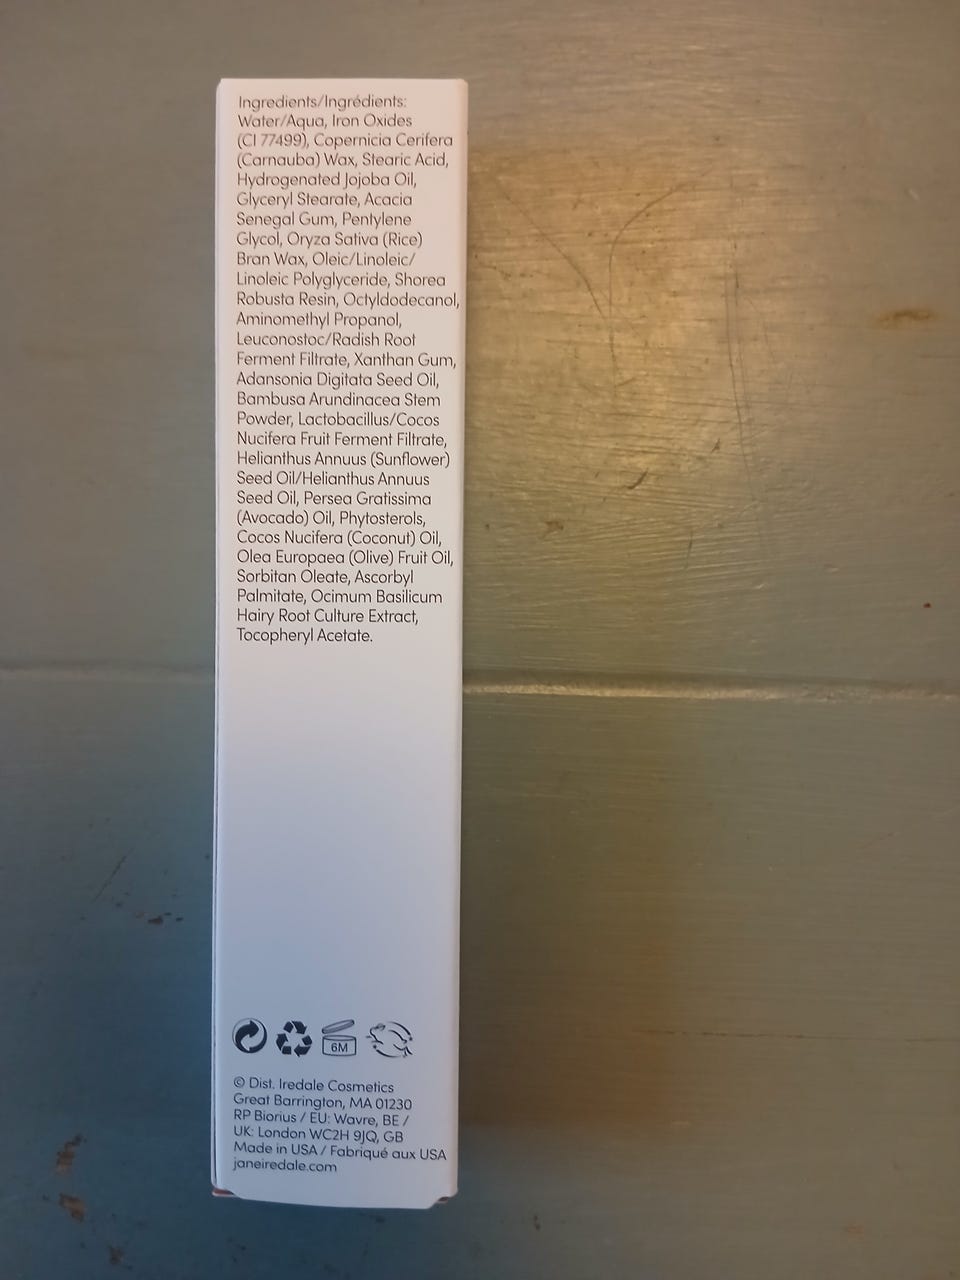 Ingredients/Ingrédients:
Water/Aqua, Iron Oxides
(CI 77499), Copernicia Cerifera
(Carnauba) Wax, Stearic Acid,
Hydrogenated Jojoba Oil,
Glyceryl Stearate, Acacia
Senegal Gum, Pentylene
Glycol, Oryza Sativa (Rice)
Bran Wax, Oleic/Linoleic/
Linoleic Polyglyceride, Shorea
Robusta Resin, Octyldodecanol,
Aminomethyl Propanol,
Leuconostoc/Radish Root
Ferment Filtrate, Xanthan Gum,
Adansonia Digitata Seed Oil,
Bambusa Arundinacea Stem
Powder, Lactobacillus/Cocos
Nucifera Fruit Ferment Filtrate,
Helianthus Annuus (Sunflower)
Seed Oil/Helianthus Annuus
Seed Oil, Persea Gratissima
(Avocado) Oil, Phytosterols,
Cocos Nucifera (Coconut) Oil,
Olea Europaea (Olive) Fruit Oil,
Sorbitan Oleate, Ascorbyl
Palmitate, Ocimum Basilicum
Hairy Root Culture Extract,
Tocopheryl Acetate.
6M
© Dist. Iredale Cosmetics
Great Barrington, MA 01230
RP Biorius / EU: Wavre, BE /
UK: London WC2H 9JQ, GB
Made in USA / Fabriqué aux USA
janeiredale.com